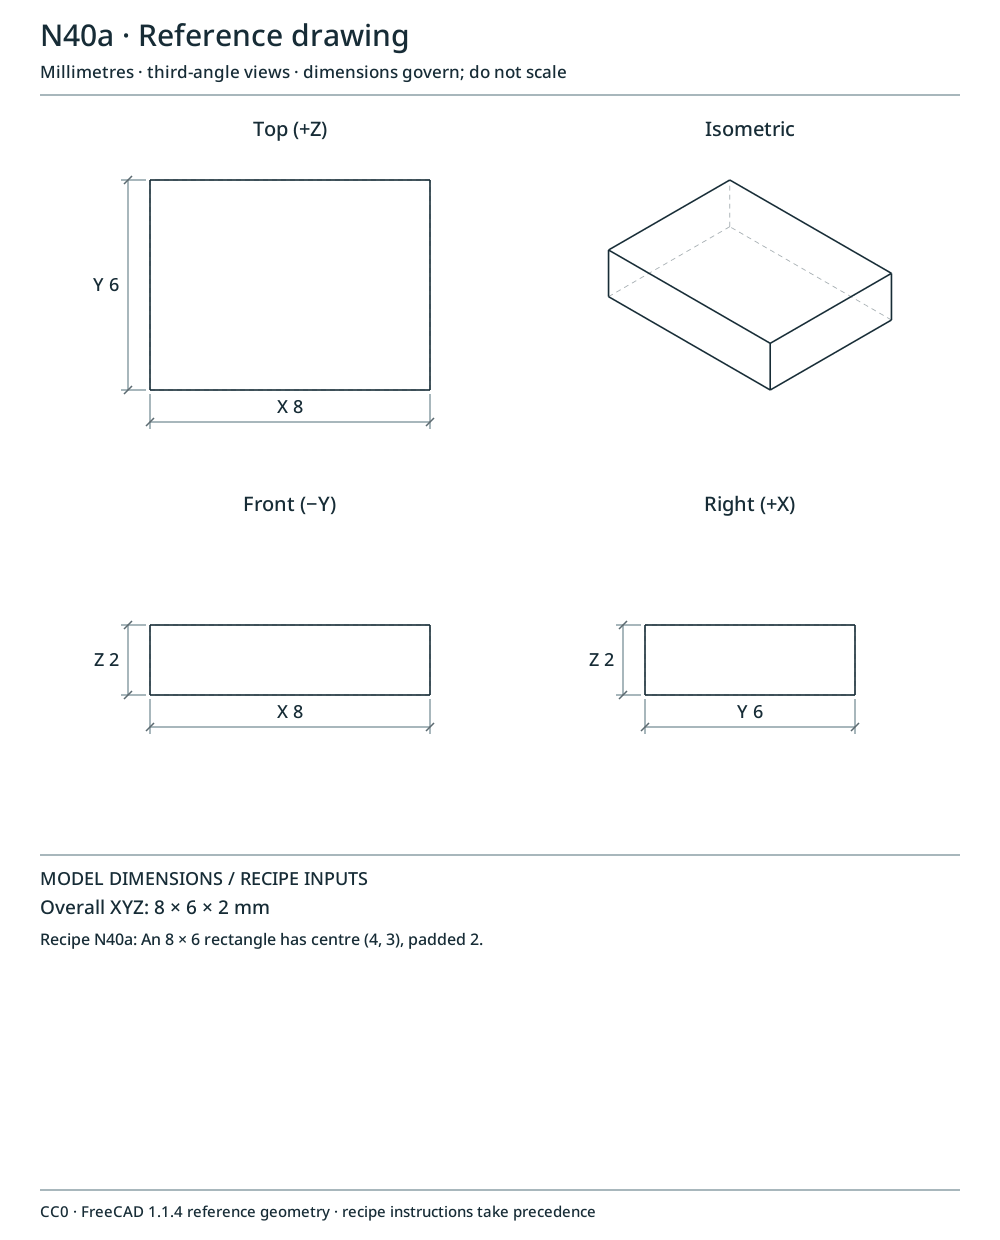 N40a · Reference drawing
Millimetres · third-angle views · dimensions govern; do not scale
Top (+Z)
Isometric
Y 6
X 8
Front (−Y)
Right (+X)
Z 2
X 8
Z 2
Y 6
MODEL DIMENSIONS / RECIPE INPUTS
Overall XYZ: 8 × 6 × 2 mm
Recipe N40a: An 8 × 6 rectangle has centre (4, 3), padded 2.
CC0 · FreeCAD 1.1.4 reference geometry · recipe instructions take precedence